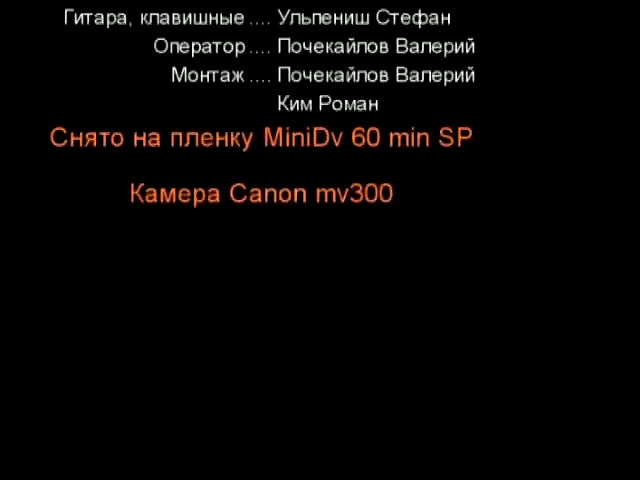 Гитара, клавишные .... Ульпениш Стефан
Оператор .... Почекайлов Валерий
Монтаж .... Почекайлов Валерий
Ким Роман
Снято на пленку MiniDv 60 min SP
Камера Canon mv300